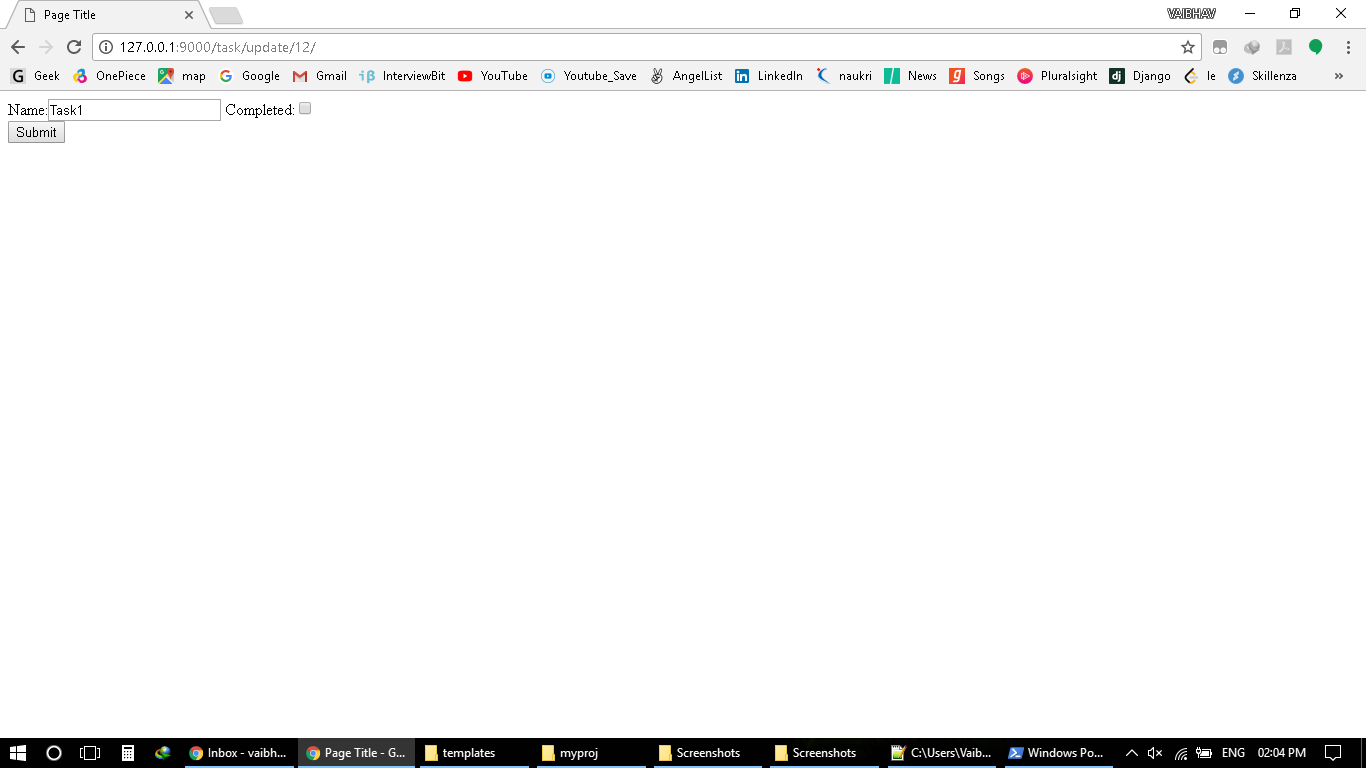 Page Title
VAIBHAV
127.0.0.1:9000/task/update/12/
Geek OnePiece map Google Gmail InterviewBit YouTube Youtube_Save AngelList LinkedIn naukri News Songs Pluralsight dj Django le Skillenza »
Name: Task1 Completed:
Submit
Inbox - vaibh... Page Title - G... templates myproj Screenshots Screenshots C:\Users\Vaib... Windows Po... ENG 02:04 PM